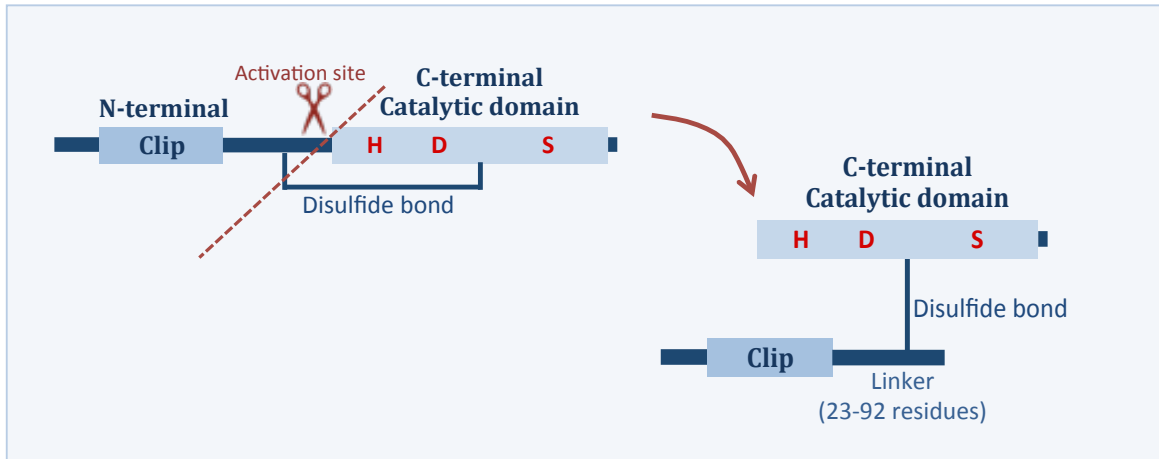 Activation site
C-terminal
Catalytic domain
N-terminal
Clip
H D S
Disulfide bond
C-terminal
Catalytic domain
H D S
Disulfide bond
Clip
Linker
(23-92 residues)